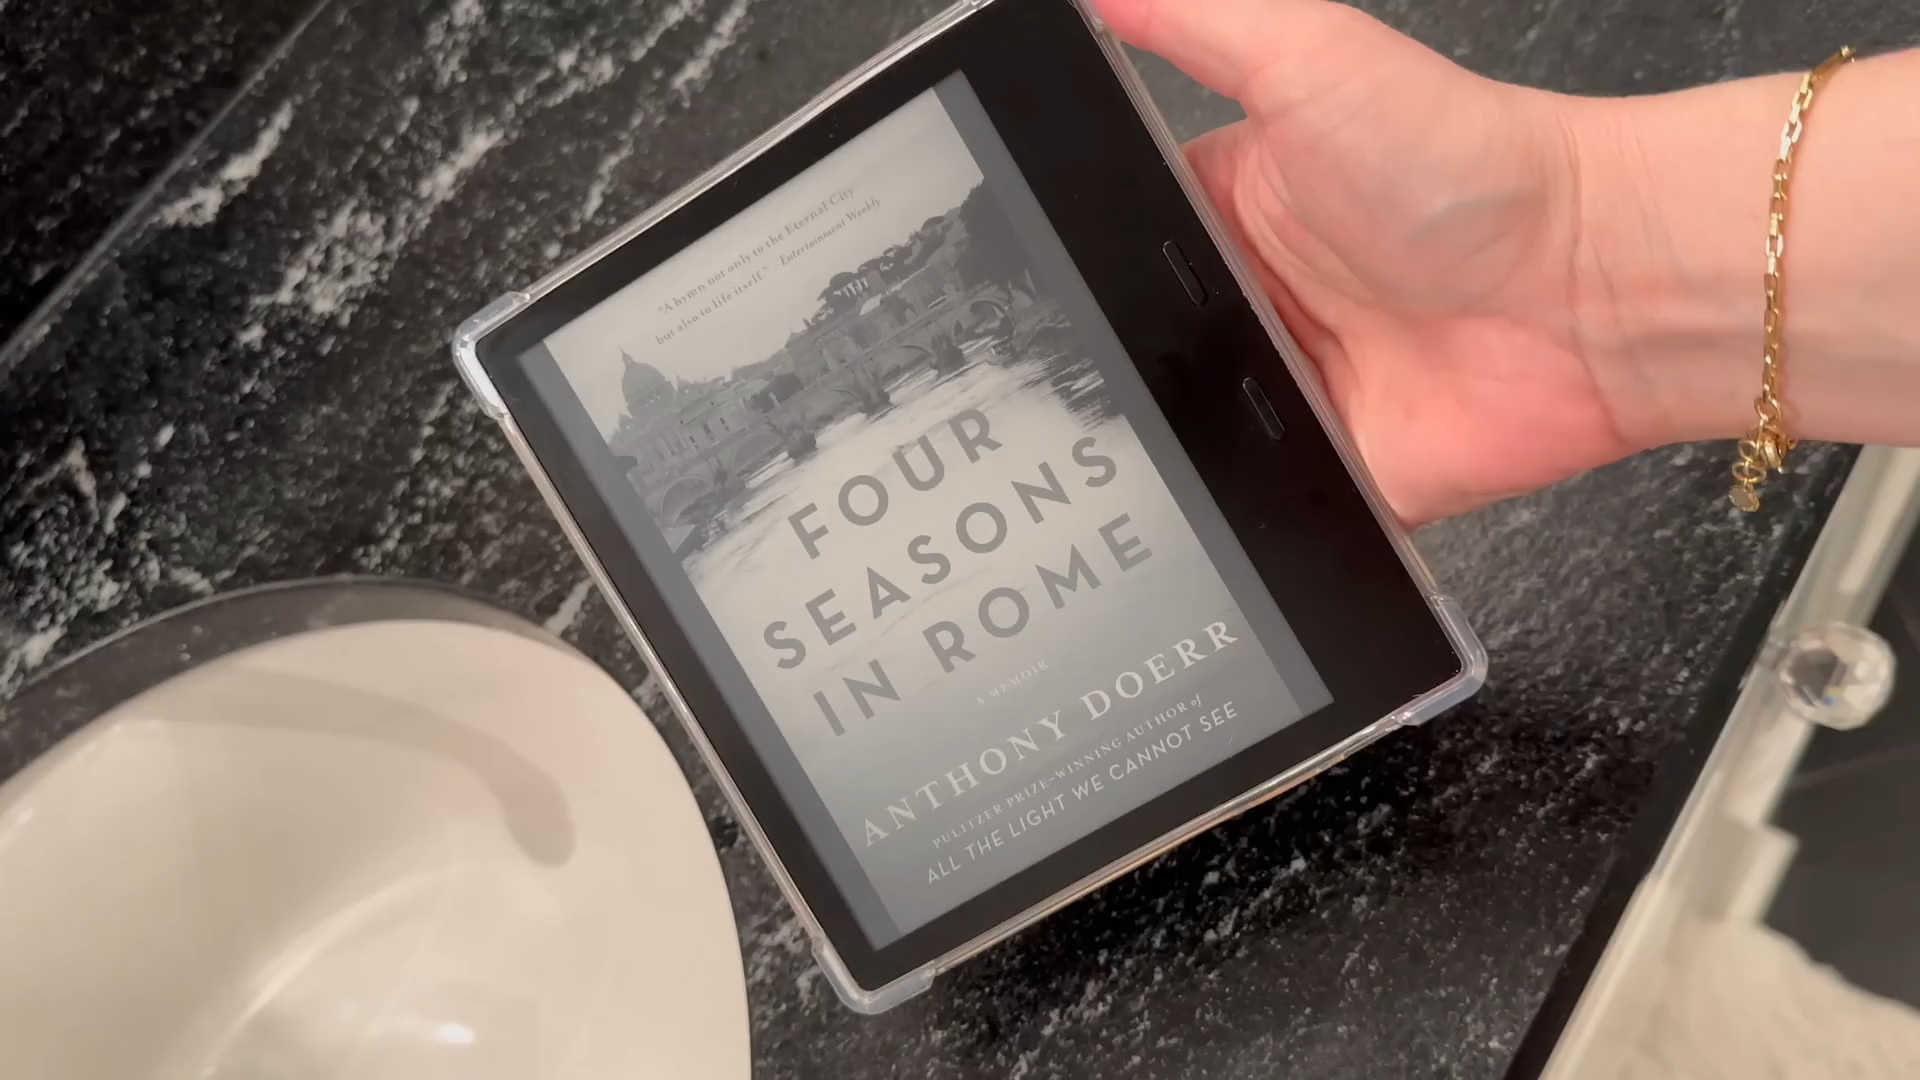 "A hymn not only to the Eternal City
but also to life itself." - Entertainment Weekly
FOUR
SEASONS
IN ROME
A MEMOIR
ANTHONY DOERR
PULITZER PRIZE-WINNING AUTHOR of
ALL THE LIGHT WE CANNOT SEE